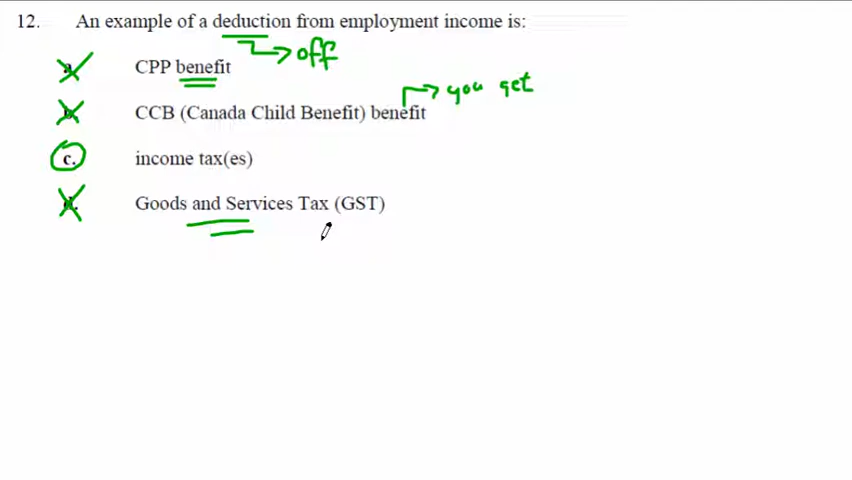 12. An example of a deduction from employment income is:
off
CPP benefit
you get
CCB (Canada Child Benefit) benefit
c. income tax(es)
Goods and Services Tax (GST)